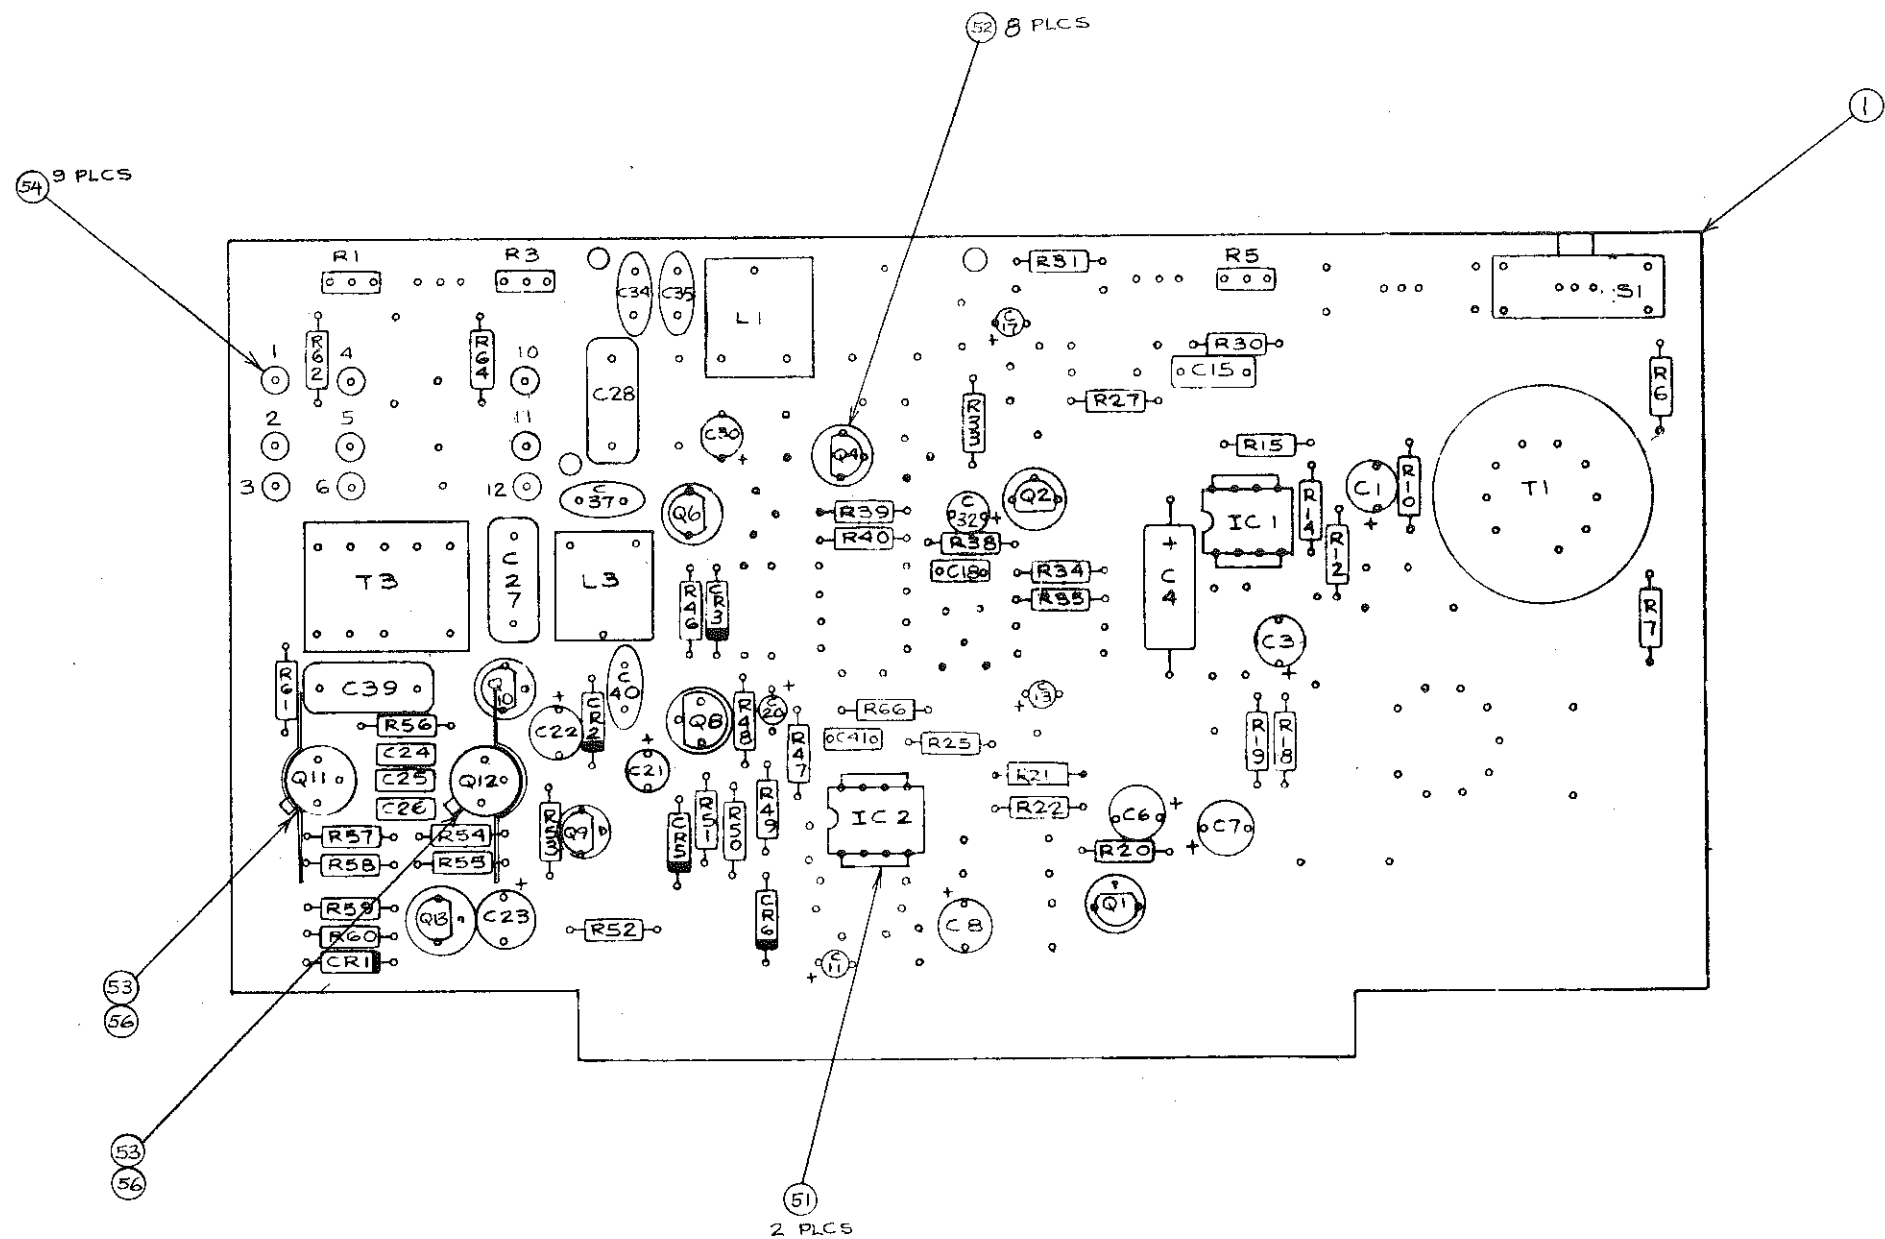 52 8 PLCS
1
54 9 PLCS
R1
R3
R31
R5
C34
C35
L1
C17
+
S1
R62
R64
1
4
10
R30
C15
R6
C28
R33
R27
2
5
11
C30
+
Q4
R15
3
6
12
C37
Q6
R39
R40
C32
+
Q2
R38
C18
R34
R35
IC1
R14
R12
C1
+
R10
T1
+
C4
T3
C27
L3
R46
CR3
C3
+
R7
R61
C39
Q10
C40
+
C22
CR2
Q8
R48
C20
+
R66
C13
+
R56
C24
C25
C26
Q11
Q12
+
C21
R47
C41
R25
R19
R18
R21
R22
R57
R54
R58
R55
R53
Q9
CR5
R51
R50
R49
IC2
C6
+
C7
+
R20
R59
R60
CR1
Q13
C23
+
R52
CR6
+
C8
Q1
C11
+
53
56
53
56
51
2 PLCS